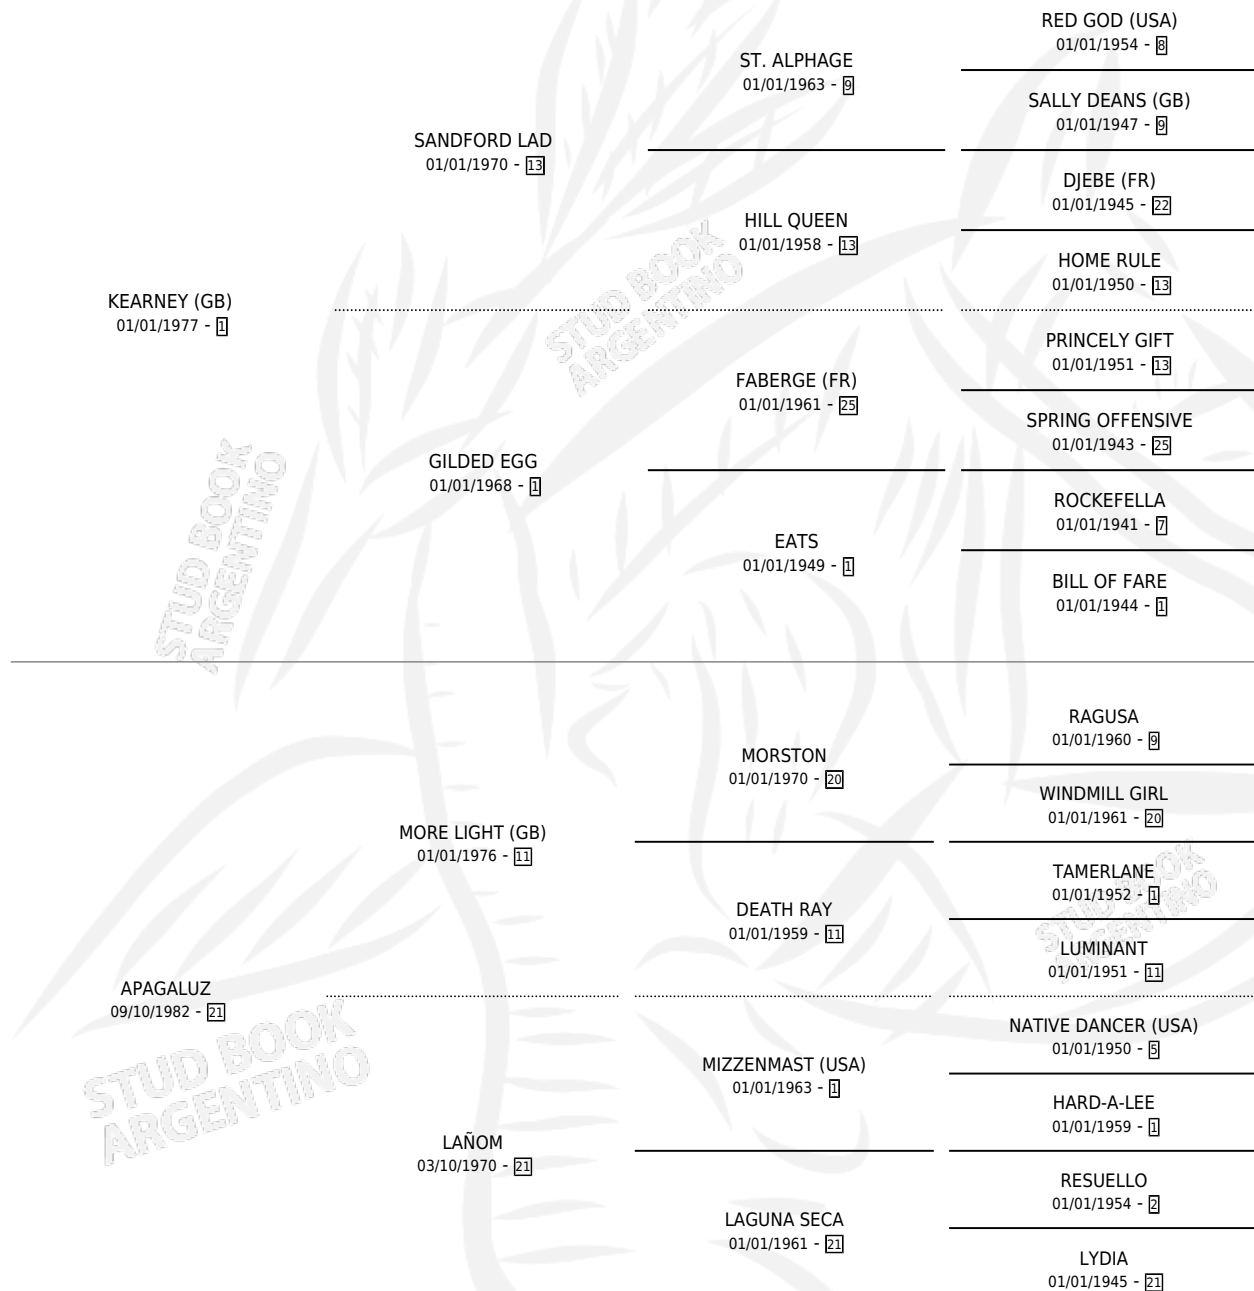 RED GOD (USA)
01/01/1954 - 8
ST. ALPHAGE
01/01/1963 - 9
SALLY DEANS (GB)
01/01/1947 - 9
SANDFORD LAD
01/01/1970 - 13
DJEBE (FR)
01/01/1945 - 22
HILL QUEEN
01/01/1958 - 13
HOME RULE
01/01/1950 - 13
KEARNEY (GB)
01/01/1977 - 1
PRINCELY GIFT
01/01/1951 - 13
FABERGE (FR)
01/01/1961 - 25
SPRING OFFENSIVE
01/01/1943 - 25
GILDED EGG
01/01/1968 - 1
ROCKEFELLA
01/01/1941 - 7
EATS
01/01/1949 - 1
BILL OF FARE
01/01/1944 - 1
STUD BOOK
ARGENTINO
STUD BOOK
ARGENTINO
RAGUSA
01/01/1960 - 9
MORSTON
01/01/1970 - 20
WINDMILL GIRL
01/01/1961 - 20
MORE LIGHT (GB)
01/01/1976 - 11
TAMERLANE
01/01/1952 - 1
DEATH RAY
01/01/1959 - 11
LUMINANT
01/01/1951 - 11
STUD BOOK
ARGENTINO
APAGALUZ
09/10/1982 - 21
NATIVE DANCER (USA)
01/01/1950 - 5
MIZZENMAST (USA)
01/01/1963 - 1
HARD-A-LEE
01/01/1959 - 1
LAÑOM
03/10/1970 - 21
RESUELLO
01/01/1954 - 2
LAGUNA SECA
01/01/1961 - 21
LYDIA
01/01/1945 - 21
STUD BOOK
ARGENTINO